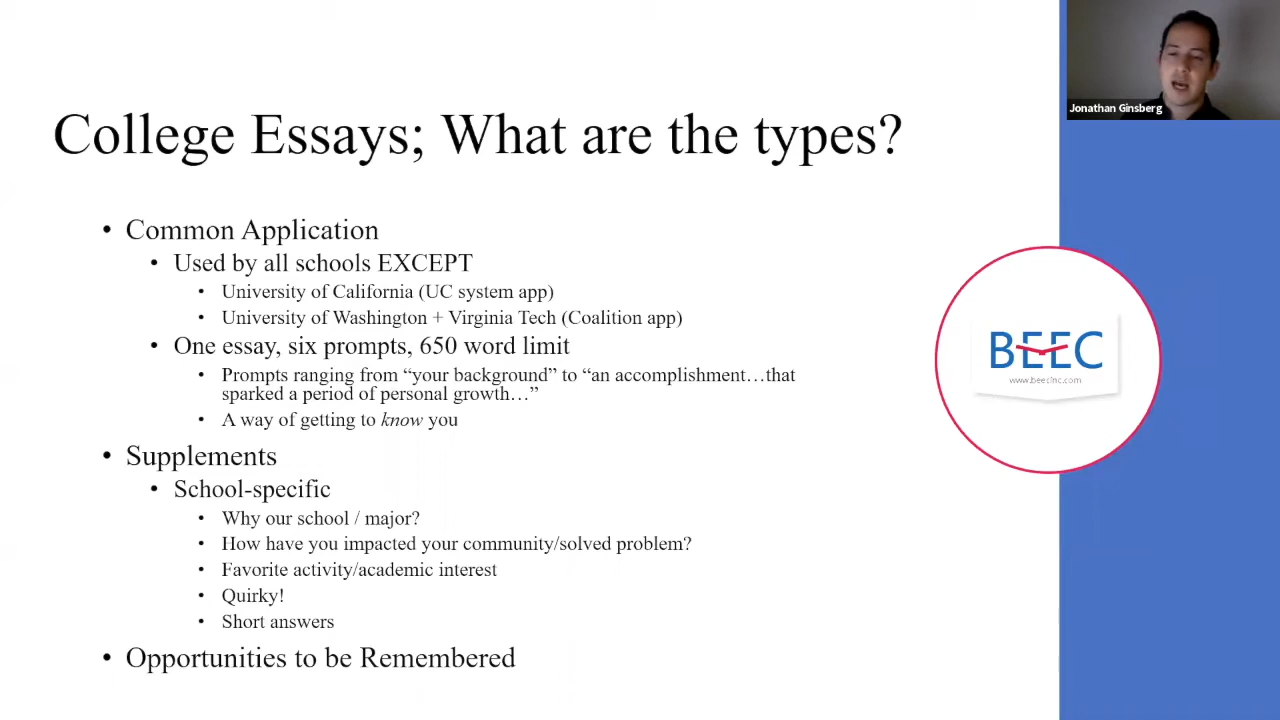 Jonathan Ginsberg
College Essays; What are the types?
• Common Application
• Used by all schools EXCEPT
• University of California (UC system app)
• University of Washington + Virginia Tech (Coalition app)
• One essay, six prompts, 650 word limit
• Prompts ranging from “your background” to “an accomplishment…that
sparked a period of personal growth…”
• A way of getting to know you
• Supplements
• School-specific
• Why our school / major?
• How have you impacted your community/solved problem?
• Favorite activity/academic interest
• Quirky!
• Short answers
• Opportunities to be Remembered
BEEC
www.beecinc.com